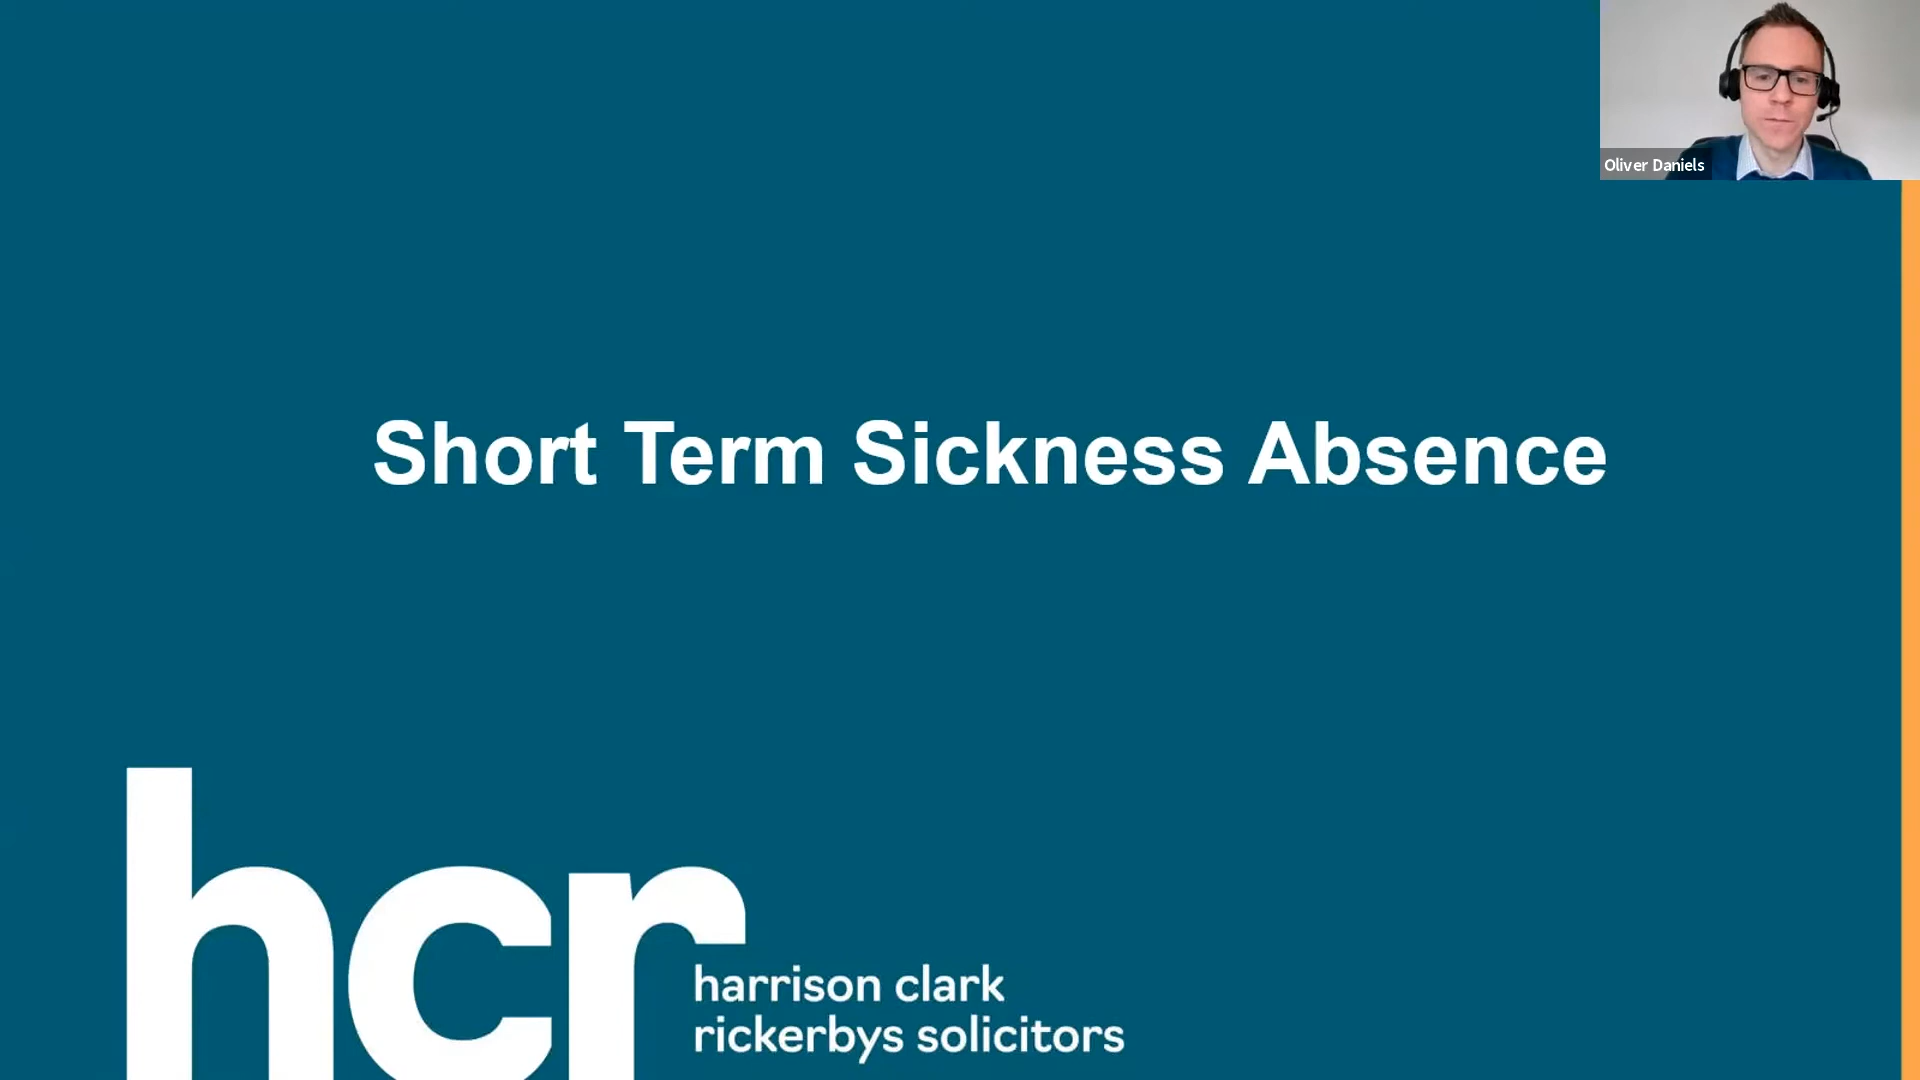 Oliver Daniels
Short Term Sickness Absence
hcr
harrison clark
rickerbys solicitors